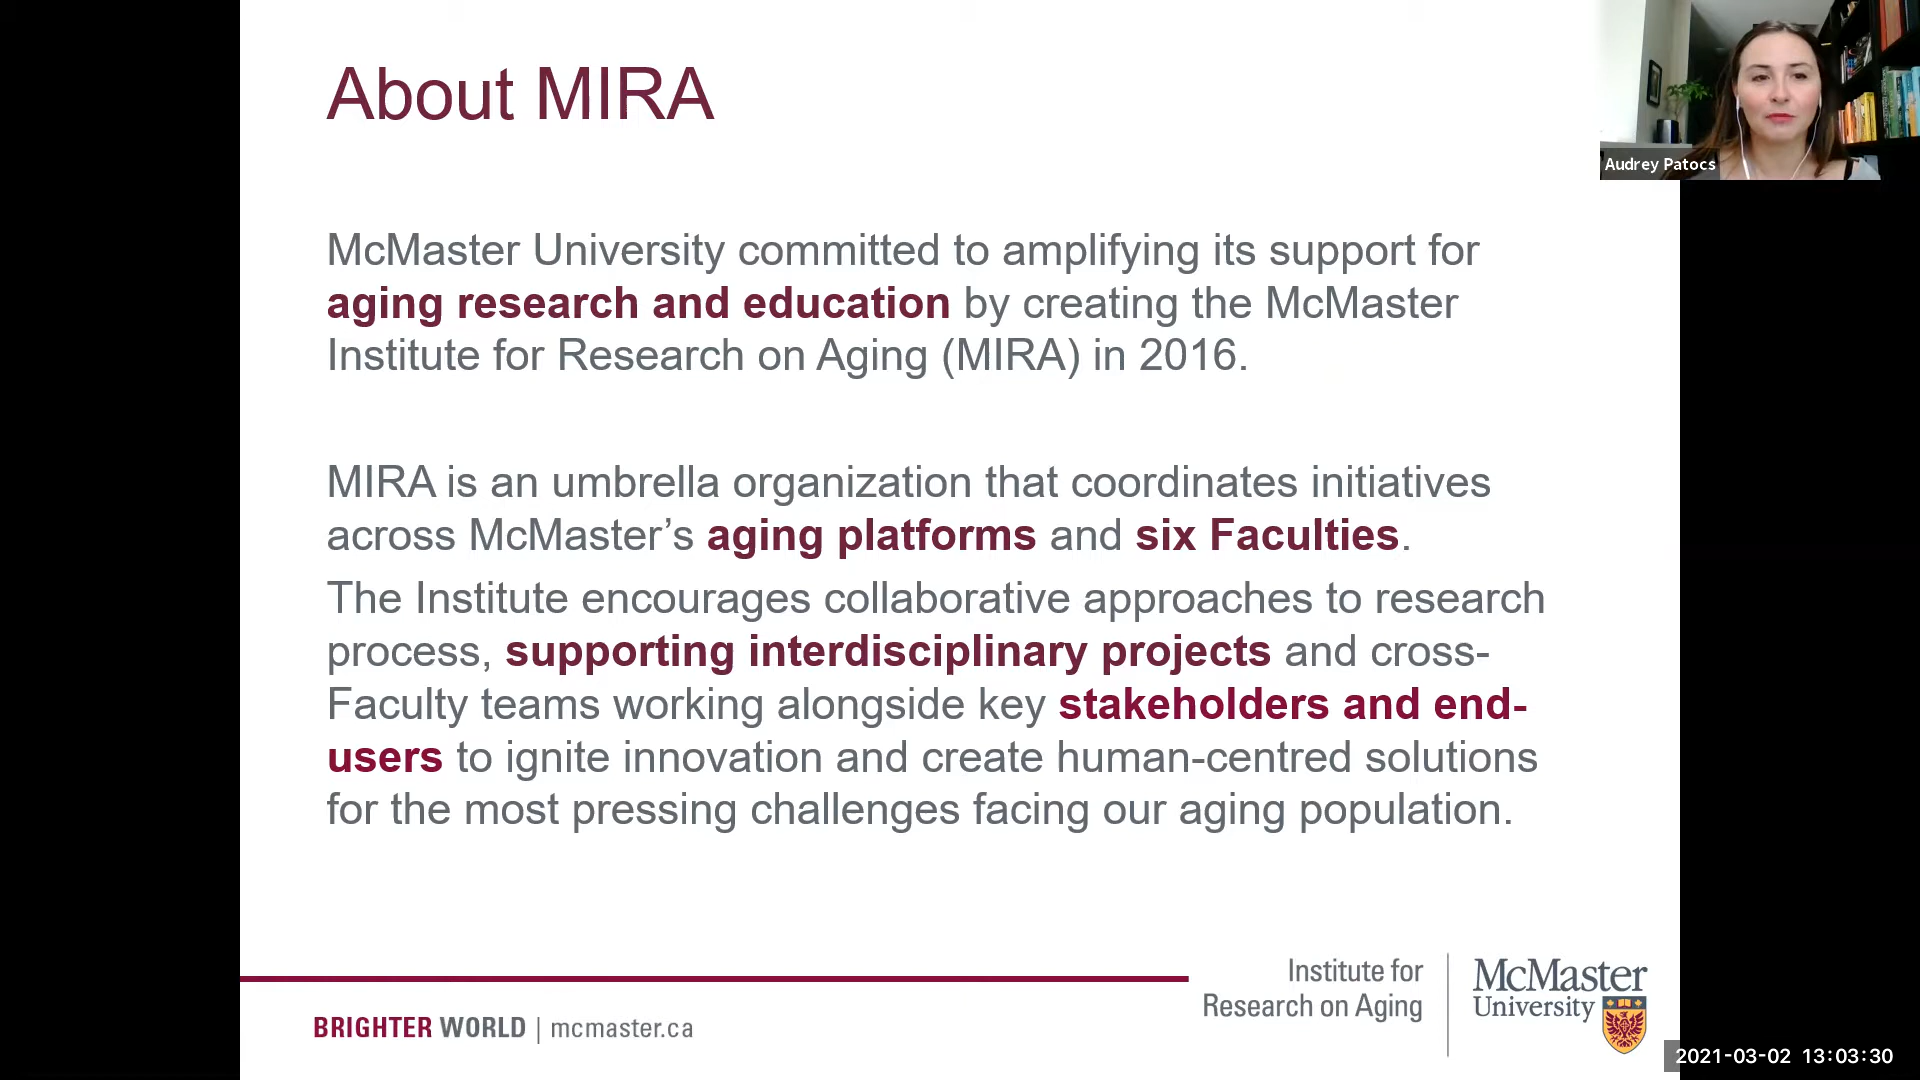 About MIRA
Audrey Patocs
McMaster University committed to amplifying its support for
aging research and education by creating the McMaster
Institute for Research on Aging (MIRA) in 2016.
MIRA is an umbrella organization that coordinates initiatives
across McMaster’s aging platforms and six Faculties.
The Institute encourages collaborative approaches to research
process, supporting interdisciplinary projects and cross-
Faculty teams working alongside key stakeholders and end-
users to ignite innovation and create human-centred solutions
for the most pressing challenges facing our aging population.
Institute for
Research on Aging
McMaster
University
BRIGHTER WORLD | mcmaster.ca
2021-03-02 13:03:30